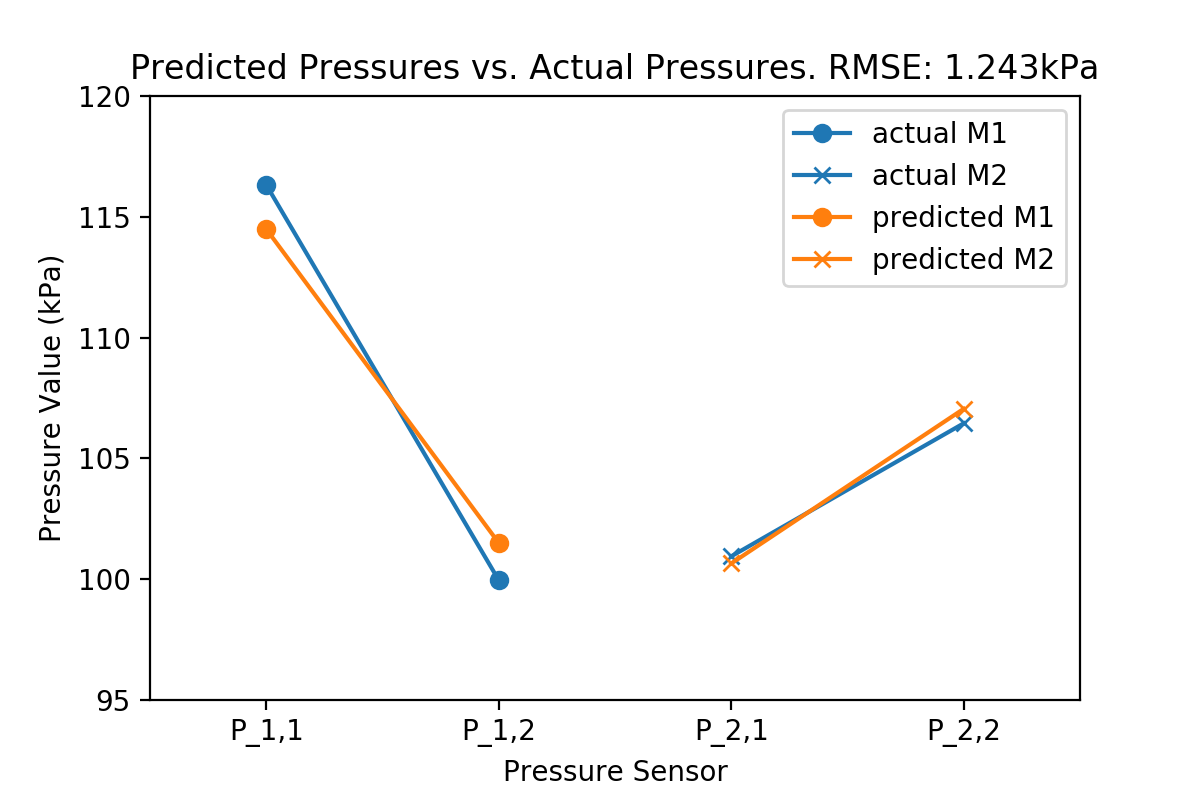 Predicted Pressures vs. Actual Pressures. RMSE: 1.243kPa
120
115
110
105
100
95
Pressure Value (kPa)
actual M1
actual M2
predicted M1
predicted M2
P_1,1
P_1,2
P_2,1
P_2,2
Pressure Sensor